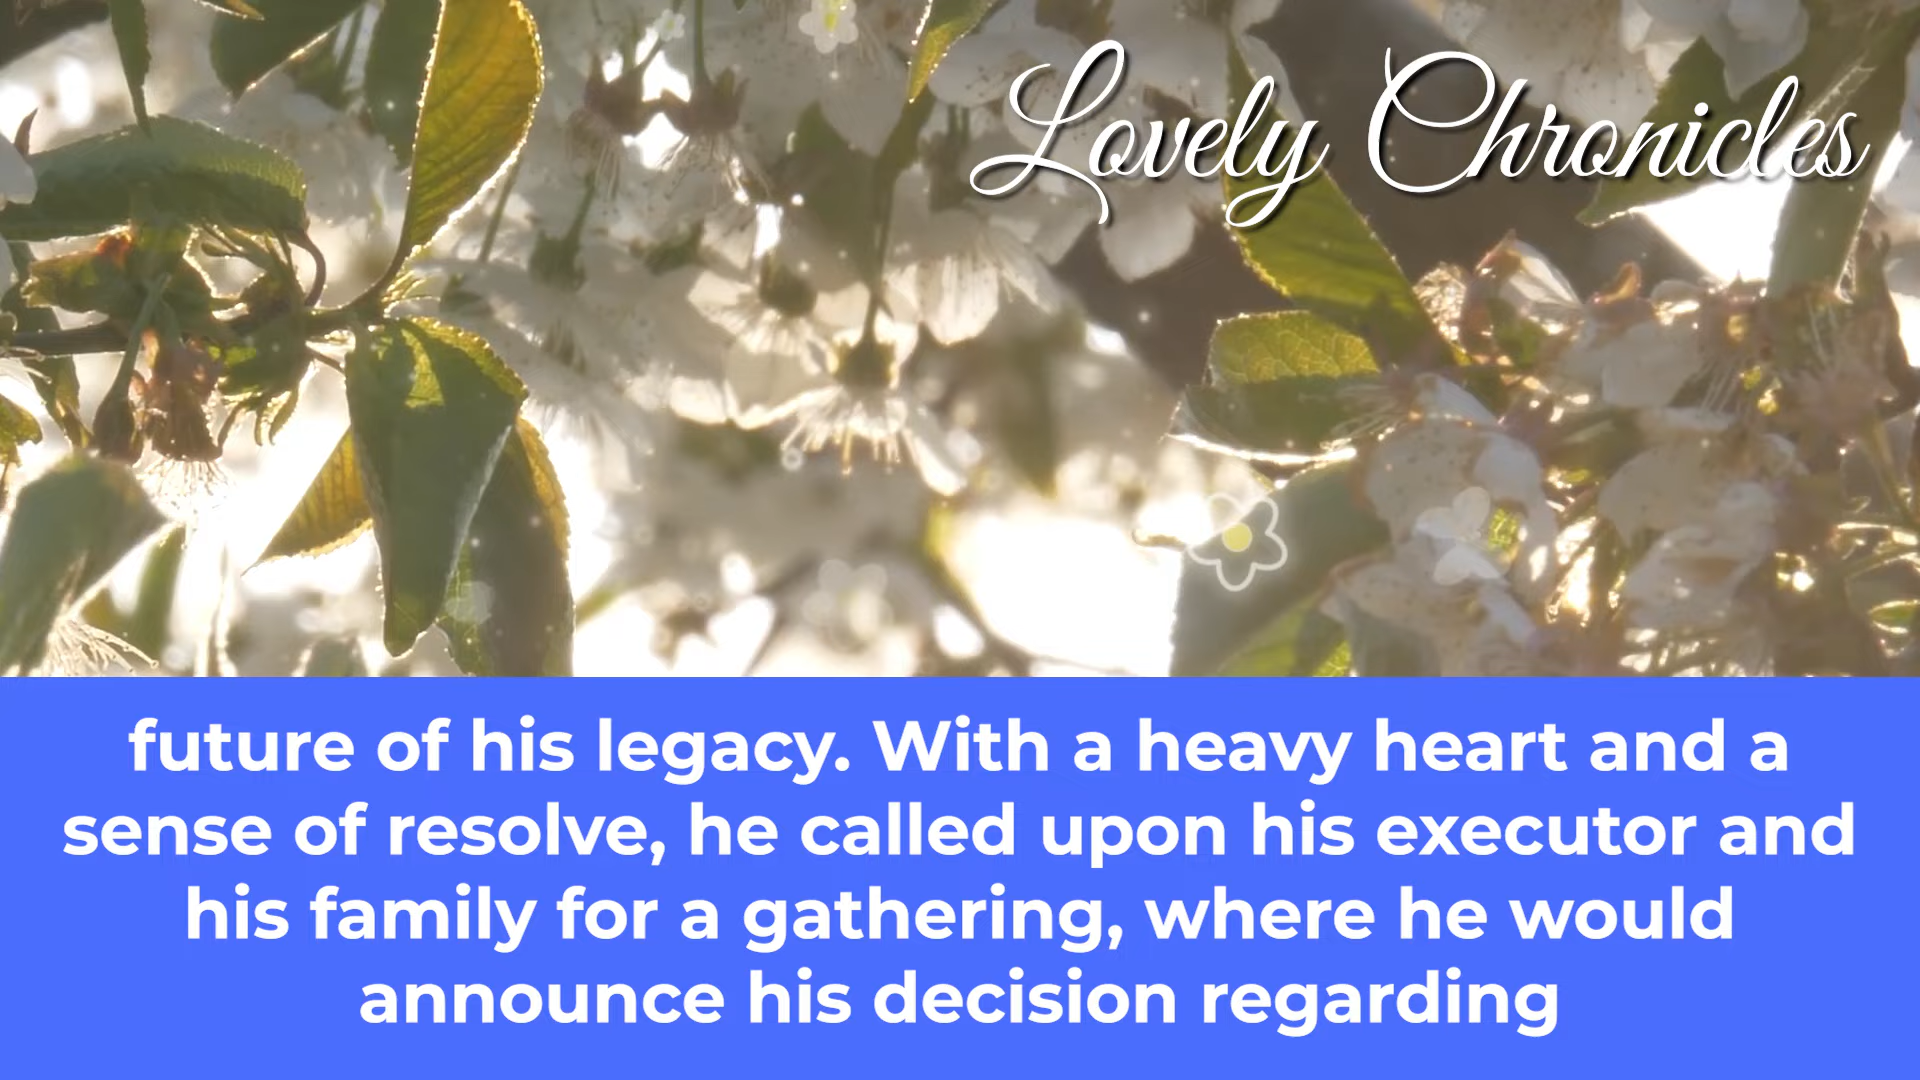 Lovely Chronicles
future of his legacy. With a heavy heart and a
sense of resolve, he called upon his executor and
his family for a gathering, where he would
announce his decision regarding